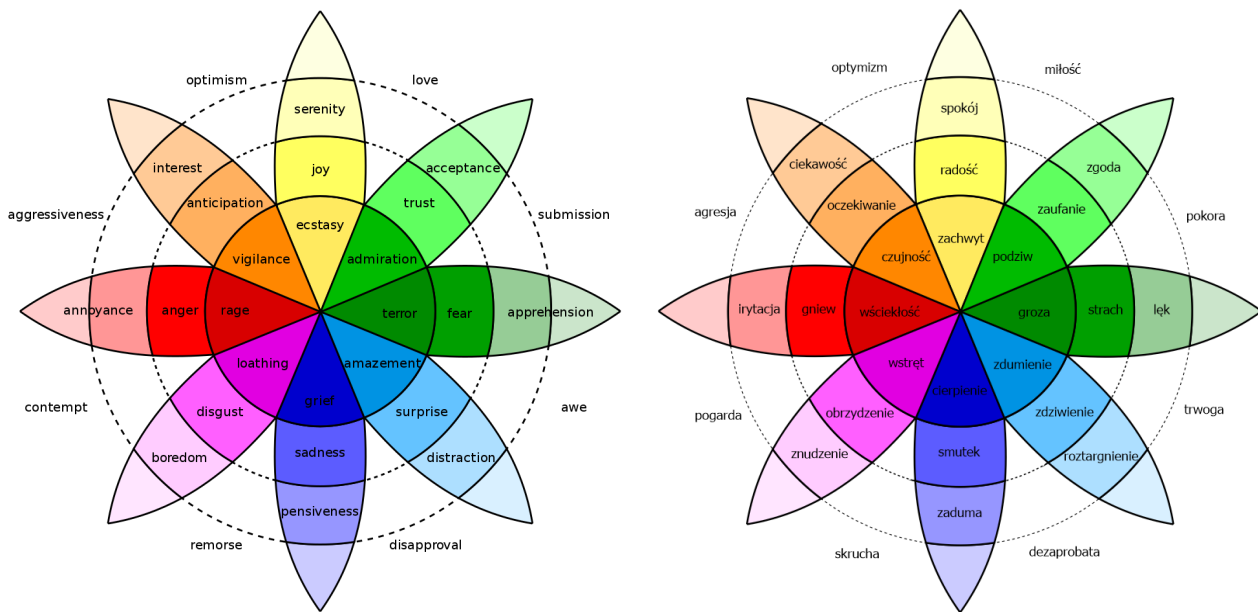 optimism
love
serenity
interest
acceptance
joy
anticipation
trust
aggressiveness
submission
ecstasy
vigilance
admiration
annoyance
anger
rage
terror
fear
apprehension
loathing
amazement
contempt
grief
awe
disgust
surprise
boredom
sadness
distraction
pensiveness
remorse
disapproval
optymizm
miłość
spokój
ciekawość
zgoda
radość
oczekiwanie
zaufanie
agresja
pokora
zachwyt
czujność
podziw
irytacja
gniew
wściekłość
groza
strach
lęk
wstręt
zdumienie
cierpienie
pogarda
obrzydzenie
zdziwienie
trwoga
znudzenie
smutek
roztargnienie
zaduma
skrucha
dezaprobata